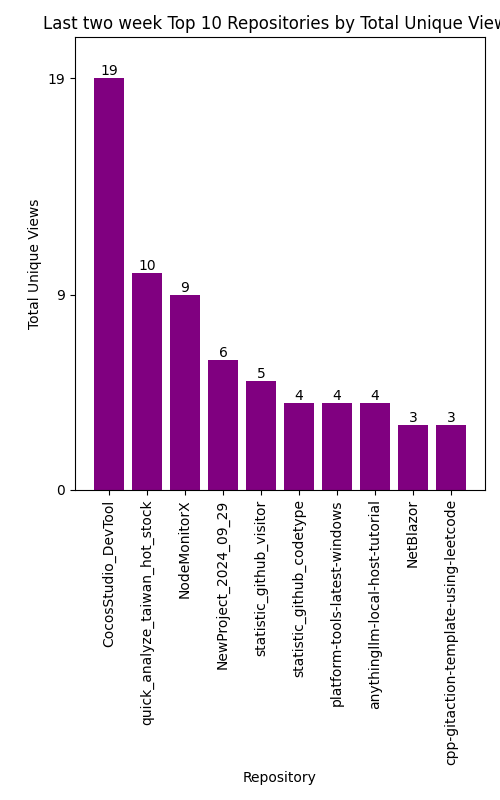 Last two week Top 10 Repositories by Total Unique View
Total Unique Views
19
9
0
19
10
9
6
5
4
4
4
3
3
CocosStudio_DevTool
quick_analyze_taiwan_hot_stock
NodeMonitorX
NewProject_2024_09_29
statistic_github_visitor
statistic_github_codetype
platform-tools-latest-windows
anythingllm-local-host-tutorial
NetBlazor
cpp-gitaction-template-using-leetcode
Repository